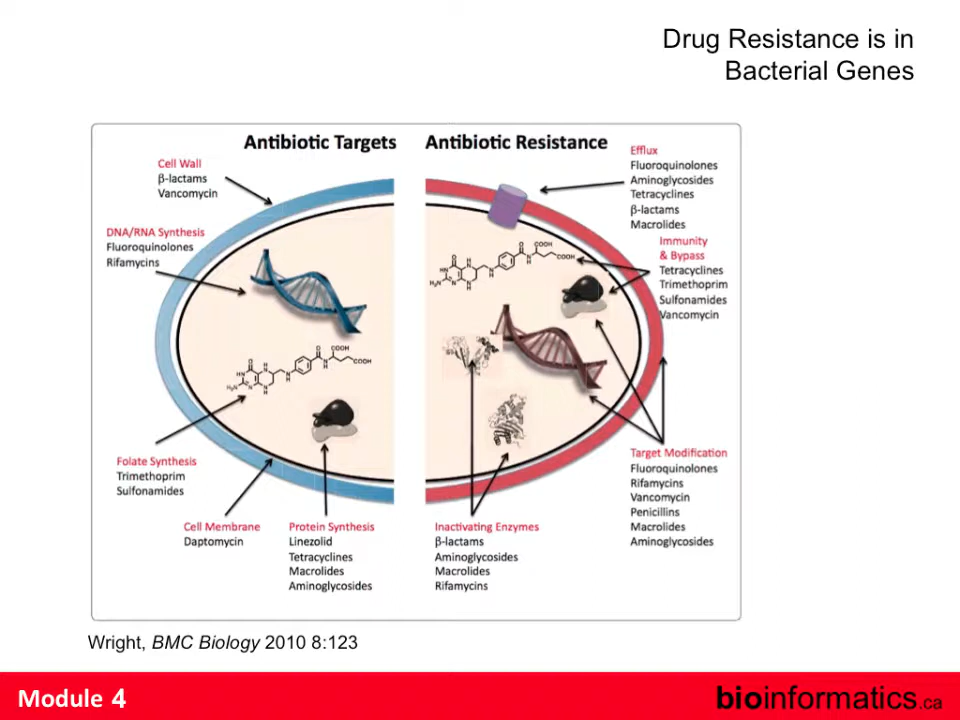 Drug Resistance is in
Bacterial Genes
Antibiotic Targets
Antibiotic Resistance
Cell Wall
β-lactams
Vancomycin
DNA/RNA Synthesis
Fluoroquinolones
Rifamycins
Folate Synthesis
Trimethoprim
Sulfonamides
Cell Membrane
Daptomycin
Protein Synthesis
Linezolid
Tetracyclines
Macrolides
Aminoglycosides
Efflux
Fluoroquinolones
Aminoglycosides
Tetracyclines
β-lactams
Macrolides
Immunity
& Bypass
Tetracyclines
Trimethoprim
Sulfonamides
Vancomycin
Target Modification
Fluoroquinolones
Rifamycins
Vancomycin
Penicillins
Macrolides
Aminoglycosides
Inactivating Enzymes
β-lactams
Aminoglycosides
Macrolides
Rifamycins
Wright, BMC Biology 2010 8:123
Module 4
bioinformatics.ca